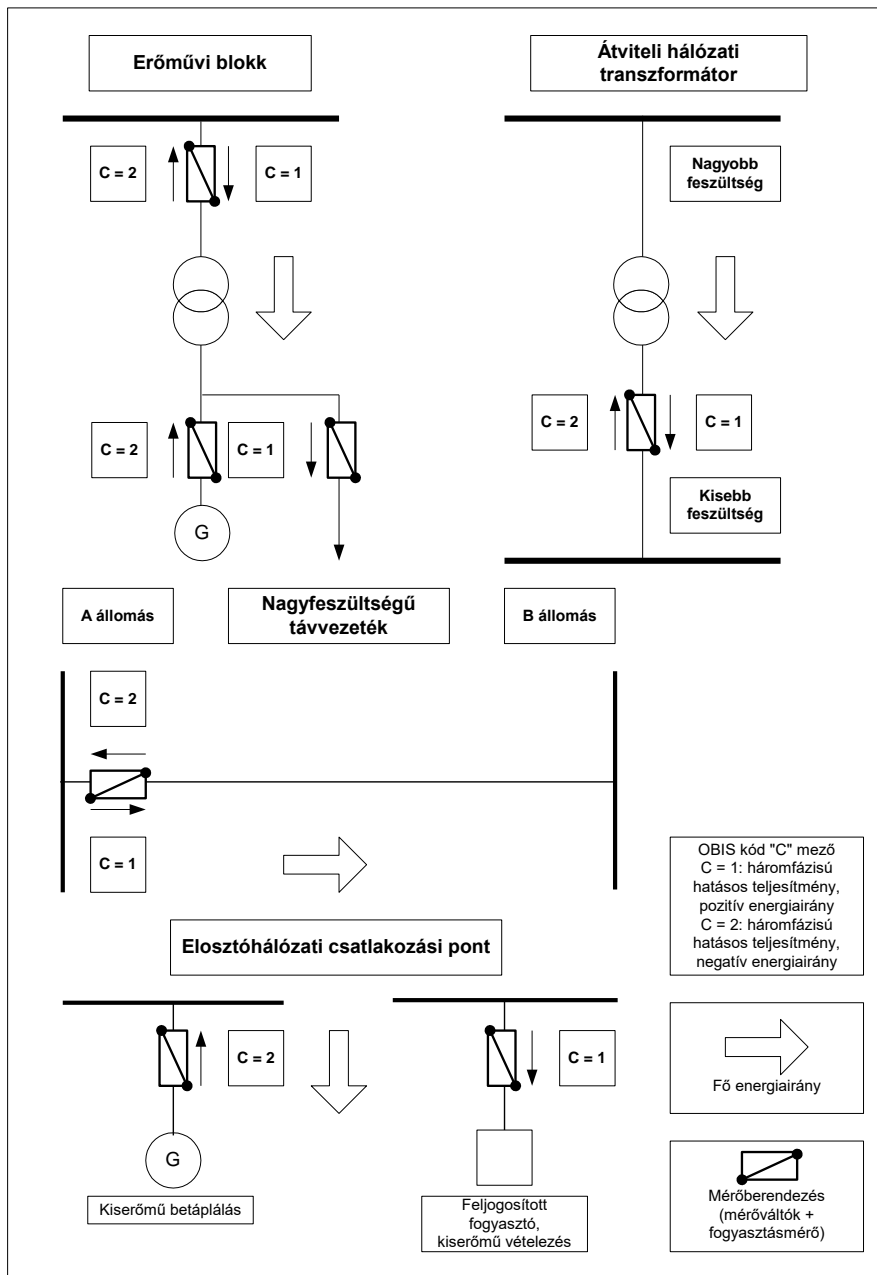 Erőművi blokk
Átviteli hálózati
transzformátor
C = 2
C = 1
Nagyobb
feszültség
C = 2
C = 1
G
C = 2
C = 1
Kisebb
feszültség
A állomás
Nagyfeszültségű
távvezeték
B állomás
C = 2
C = 1
OBIS kód "C" mező
C = 1: háromfázisú
hatásos teljesítmény,
pozitív energiairány
C = 2: háromfázisú
hatásos teljesítmény,
negatív energiairány
Elosztóhálózati csatlakozási pont
C = 2
C = 1
Fő energiairány
G
Kiserőmű betáplálás
Feljogosított
fogyasztó,
kiserőmű vételezés
Mérőberendezés
(mérőváltók +
fogyasztásmérő)